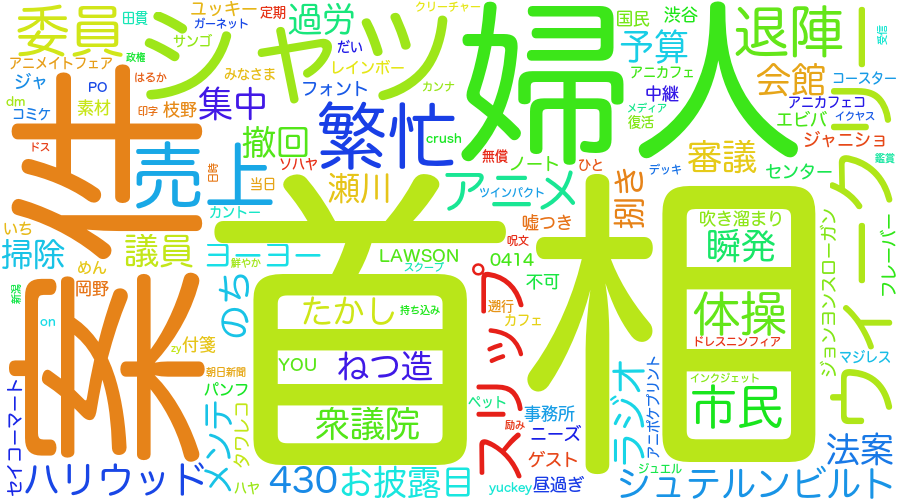 委員
田貫
ユッキー
ガーネット
定期
過労
クリーチャー
国民
渋谷
退陣
受信
サンゴ
政権
だい
予算
アニメイトフェア
はるか
みなさま
レインボー
カンナ
アニカフェ
会館
コースター
ジャ
PO
シャツ
婦人
dm
素材
コミケ
印字
枝野
集中
フォント
繁忙
メディア
復活
中継
アニカフェコ
エビバ
イクヤス
ドス
撤回
crush
ジャニショ
案件
売上
日時
ソハヤ
無償
ノート
ひと
審議
鑑賞
当日
瀬川
アニメ
ツインパクト
デッキ
センター
捌き
いち
カントー
嘘つき
吹き溜まり
掃除
議員
ヨーヨー
呪文
瞬発
ジョンヨンスローガン
フレーバー
めん
鮮やか
LAWSON
0414
スクープ
新潟
岡野
のち
不可
首相
たかし
持ち込み
遡行
体操
on
カフェ
スリップ
ドレスニンフィア
zy
付箋
ウィークリー
マジレス
YOU
ねつ造
ラジオ
アニポケプリント
朝日新聞
インクジェット
セイコーマート
パンフ
メンテ
タワレコ
衆議院
ペット
事務所
市民
励み
ニーズ
法案
ハリウッド
ハヤ
430
お披露目
ゲスト
ジュエル
yuckey
昼過ぎ
シュテルンビルト